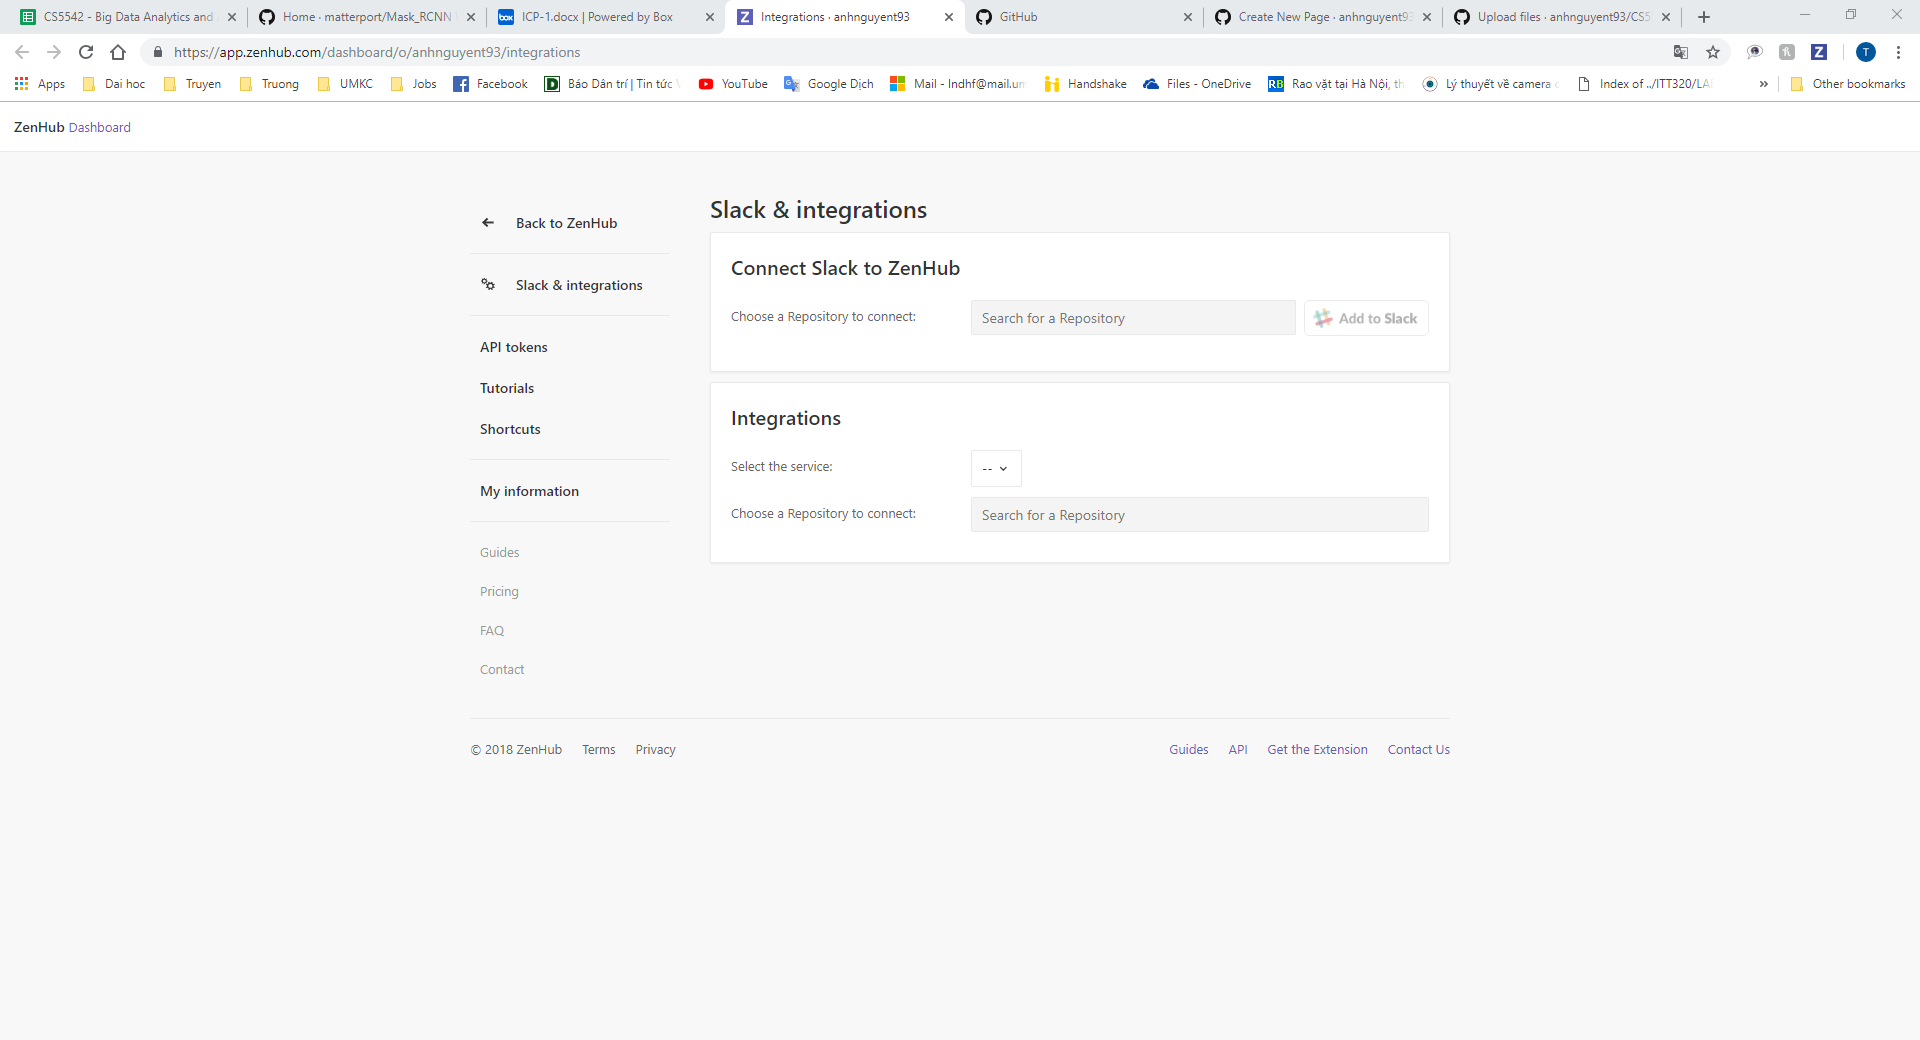 CS5542 - Big Data Analytics and
Home · matterport/Mask_RCNN
ICP-1.docx | Powered by Box
Integrations · anhnguyent93
GitHub
Create New Page · anhnguyent93
Upload files · anhnguyent93/CS5
https://app.zenhub.com/dashboard/o/anhnguyent93/integrations
Z
T
Apps
Dai hoc
Truyen
Truong
UMKC
Jobs
Facebook
Báo Dân trí | Tin tức
YouTube
Google Dịch
Mail - lndhf@mail.um
Handshake
Files - OneDrive
RB Rao vặt tại Hà Nội, th
Lý thuyết về camera
Index of ../ITT320/LA
»
Other bookmarks
ZenHub Dashboard
Back to ZenHub
Slack & integrations
API tokens
Tutorials
Shortcuts
My information
Guides
Pricing
FAQ
Contact
Slack & integrations
Connect Slack to ZenHub
Choose a Repository to connect:
Search for a Repository
Add to Slack
Integrations
Select the service:
--
Choose a Repository to connect:
Search for a Repository
© 2018 ZenHub Terms Privacy
Guides API Get the Extension Contact Us